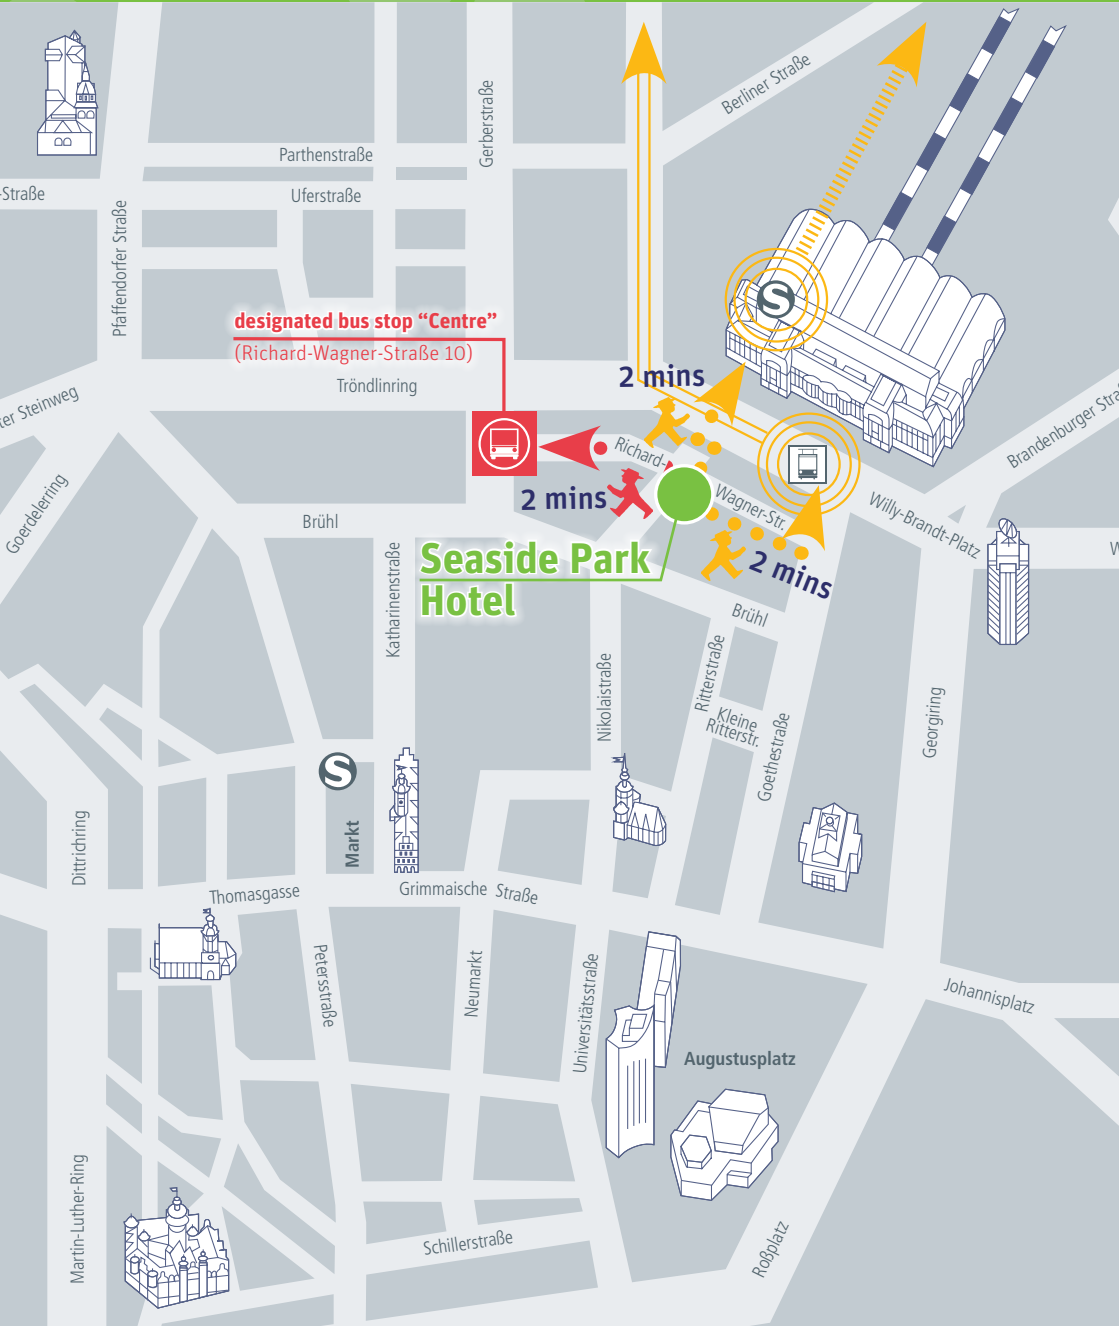 Berliner Straße
Gerberstraße
Parthenstraße
-Straße
Uferstraße
Pfaffendorfer Straße
S
designated bus stop “Centre”
(Richard-Wagner-Straße 10)
2 mins
Tröndlinring
ter Steinweg
Brandenburger Stra
Richard-
Wagner-Str.
2 mins
Willy-Brandt-Platz
Goerdelerring
Brühl
W
Seaside Park
Hotel
2 mins
Katharinenstraße
Brühl
Nikolaistraße
Ritterstraße
Kleine
Ritterstr.
Goethestraße
Georgiring
S
Markt
Dittrichring
Thomasgasse
Grimmaische Straße
Petersstraße
Neumarkt
Universitätsstraße
Johannisplatz
Augustusplatz
Martin-Luther-Ring
Schillerstraße
Roßplatz